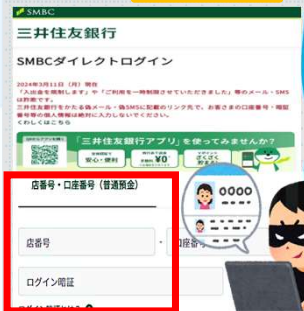 SMBC
三井住友銀行
SMBCダイレクトログイン
2024年3月11日（月）現在
「入出金を規制します」や「ご利用を一時制限させていただきました」等のメール・SMS
は詐欺です。
三井住友銀行をかたる偽メール・偽SMSに記載のリンク先で、お客さまの口座番号・暗証
番号等の個人情報は絶対に入力しないでください。
くわしくはこちら
「三井住友銀行アプリ」を使ってみませんか？
安心・便利
¥0
さくさく
店番号・口座番号（普通預金）
店番号
-
口座番号
ログイン暗証